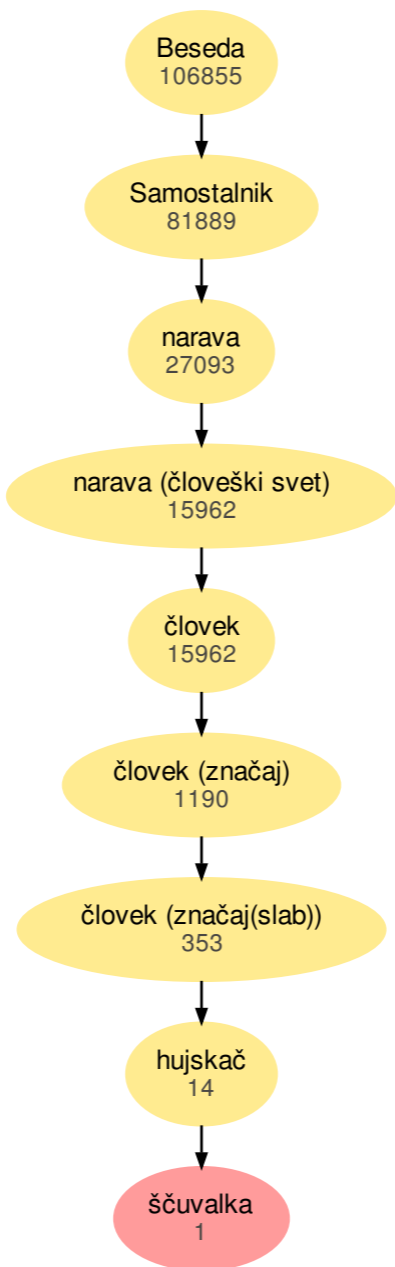 Beseda
106855
Samostalnik
81889
narava
27093
narava (človeški svet)
15962
človek
15962
človek (značaj)
1190
človek (značaj(slab))
353
hujskač
14
ščuvalka
1